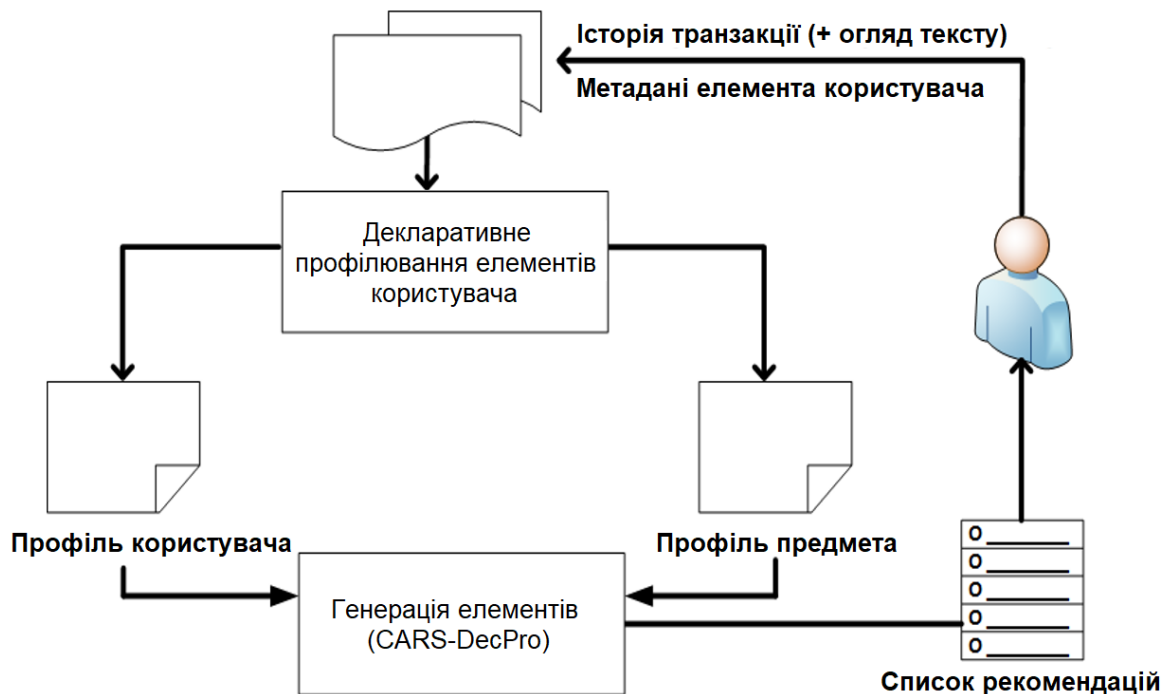 Історія транзакції (+ огляд тексту)
Метадані елемента користувача
Декларативне
профілювання елементів
користувача
Профіль користувача
Профіль предмета
Генерація елементів
(CARS-DecPro)
О
О
О
О
О
Список рекомендацій